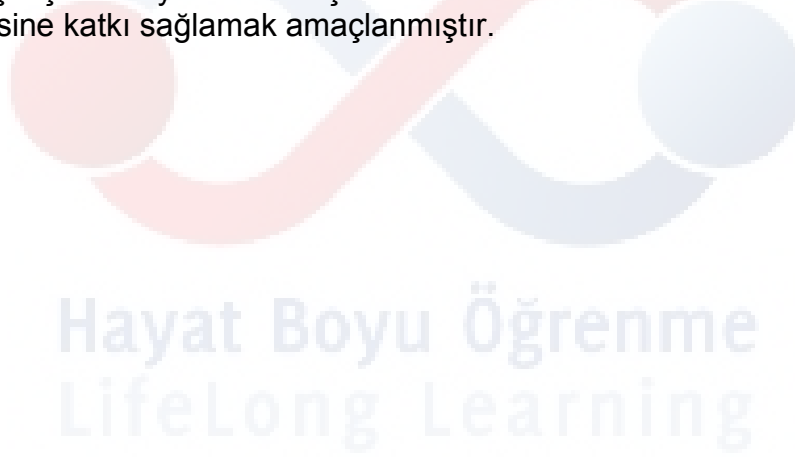 sine katkı sağlamak amaçlanmıştır.
Hayat Boyu Öğrenme
LifeLong Learning